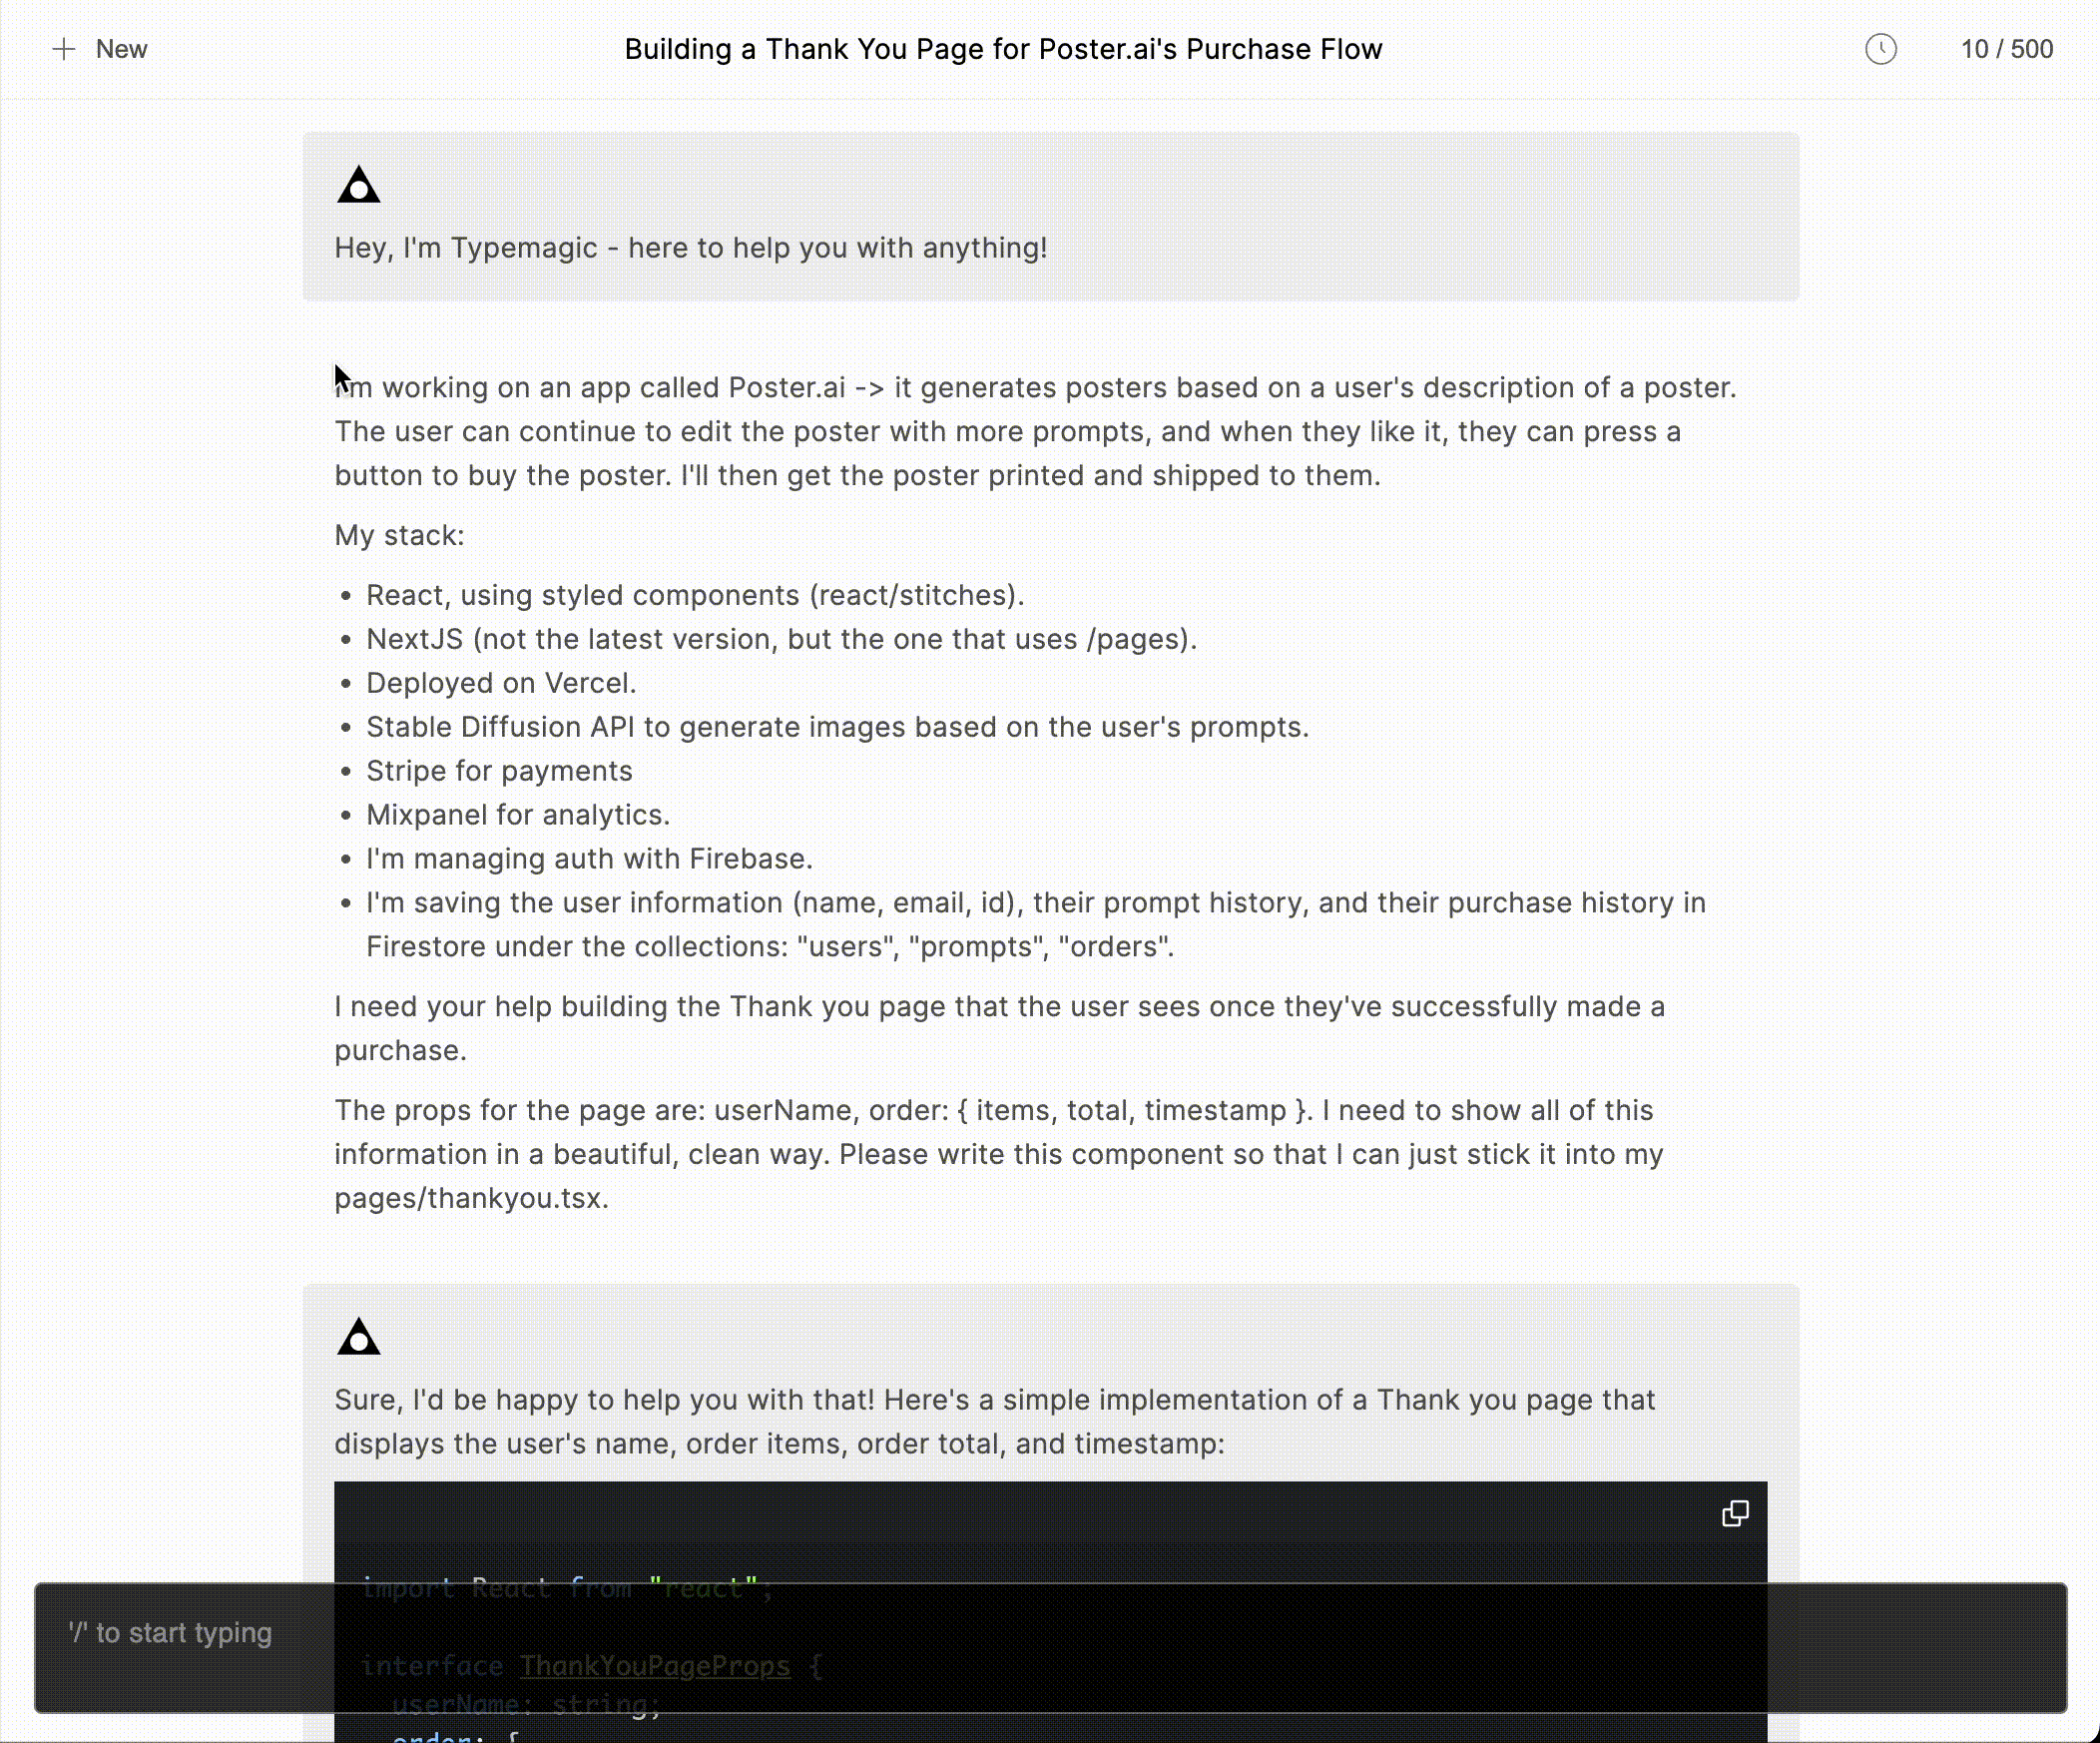 New
Building a Thank You Page for Poster.ai's Purchase Flow
10 / 500
Hey, I'm Typemagic - here to help you with anything!
I'm working on an app called Poster.ai -> it generates posters based on a user's description of a poster.
The user can continue to edit the poster with more prompts, and when they like it, they can press a
button to buy the poster. I'll then get the poster printed and shipped to them.
My stack:
• React, using styled components (react/stitches).
• NextJS (not the latest version, but the one that uses /pages).
• Deployed on Vercel.
• Stable Diffusion API to generate images based on the user's prompts.
• Stripe for payments
• Mixpanel for analytics.
• I'm managing auth with Firebase.
• I'm saving the user information (name, email, id), their prompt history, and their purchase history in
Firestore under the collections: "users", "prompts", "orders".
I need your help building the Thank you page that the user sees once they've successfully made a
purchase.
The props for the page are: userName, order: { items, total, timestamp }. I need to show all of this
information in a beautiful, clean way. Please write this component so that I can just stick it into my
pages/thankyou.tsx.
Sure, I'd be happy to help you with that! Here's a simple implementation of a Thank you page that
displays the user's name, order items, order total, and timestamp:
import React from "react";
'/' to start typing
interface ThankYouPageProps {
userName: string;
order: {